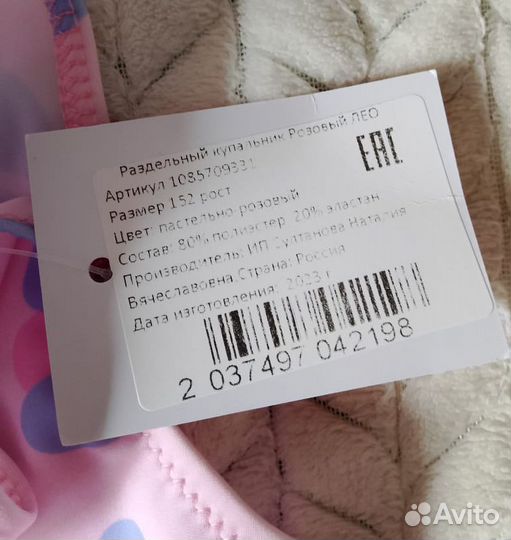 Раздельный купальник Розовый ЛЕО
Артикул 1085709331
Размер 152 рост
Цвет: пастельно-розовый
Состав: 80% полиэстер, 20% эластан
Производитель: ИП Султанова Наталия
Вячеславовна,Страна: Россия
Дата изготовления: 2023 г
EAC
2 037497 042198
Avito